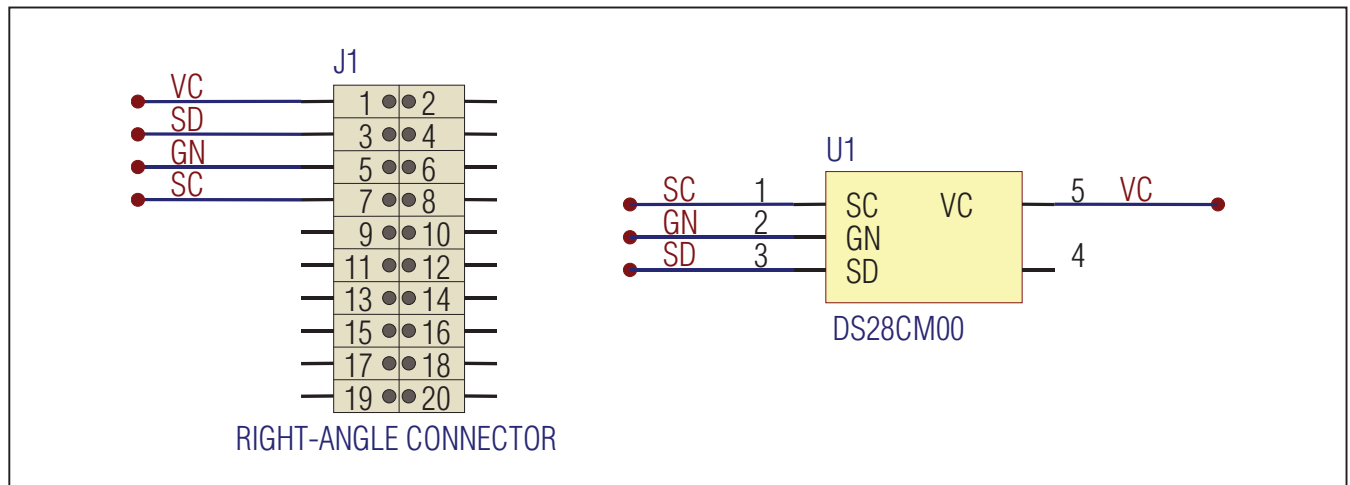 J1
VC
SD
GN
SC
1 2
3 4
5 6
7 8
9 10
11 12
13 14
15 16
17 18
19 20
RIGHT-ANGLE CONNECTOR
U1
SC 1 SC VC 5 VC
GN 2 GN
SD 3 SD 4
DS28CM00